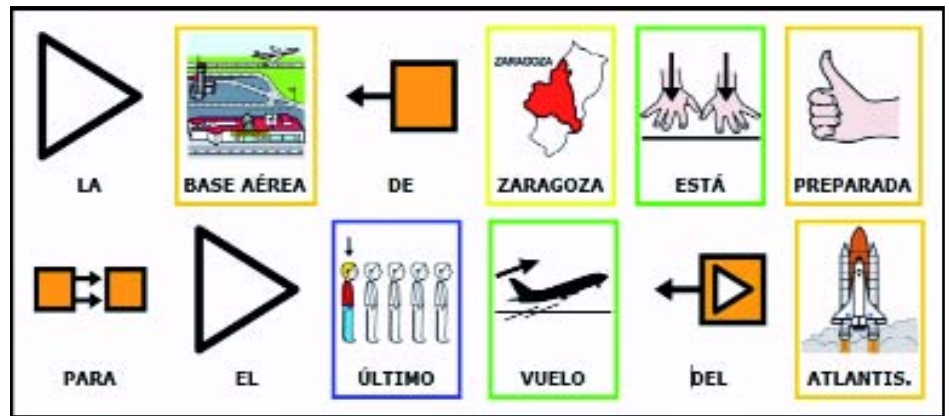 LA BASE AÉREA DE ZARAGOZA ESTÁ PREPARADA
ZARAGOZA
PARA EL ÚLTIMO VUELO DEL ATLANTIS.